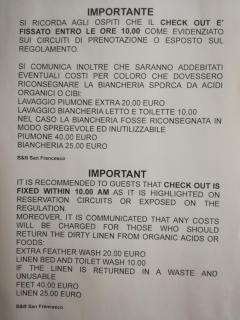 IMPORTANTE
SI RICORDA AGLI OSPITI CHE IL CHECK OUT E'
FISSATO ENTRO LE ORE 10,00 COME EVIDENZIATO
SUI CIRCUITI DI PRENOTAZIONE O ESPOSTO SUL
REGOLAMENTO.
SI COMUNICA INOLTRE CHE SARANNO ADDEBITATI
EVENTUALI COSTI PER COLORO CHE DOVESSERO
RICONSEGNARE LA BIANCHERIA SPORCA DA ACIDI
ORGANICI O CIBI:
LAVAGGIO PIUMONE EXTRA 20,00 EURO
LAVAGGIO BIANCHERIA LETTO E TOILETTE 10,00
NEL CASO LA BIANCHERIA FOSSE RICONSEGNATA IN
MODO SPREGEVOLE ED INUTILIZZABILE
PIUMONE 40,00 EURO
BIANCHERIA 25,00 EURO
B&B San Francesco
IMPORTANT
IT IS RECOMMENDED TO GUESTS THAT CHECK OUT IS
FIXED WITHIN 10.00 AM AS IT IS HIGHLIGHTED ON
RESERVATION CIRCUITS OR EXPOSED ON THE
REGULATION.
MOREOVER, IT IS COMMUNICATED THAT ANY COSTS
WILL BE CHARGED FOR THOSE WHO SHOULD
RETURN THE DIRTY LINEN FROM ORGANIC ACIDS OR
FOODS:
EXTRA FEATHER WASH 20.00 EURO
LINEN BED AND TOILET WASH 10.00
IF THE LINEN IS RETURNED IN A WASTE AND
UNUSABLE
FEET 40.00 EURO
LINEN 25.00 EURO
B&B San Francesco